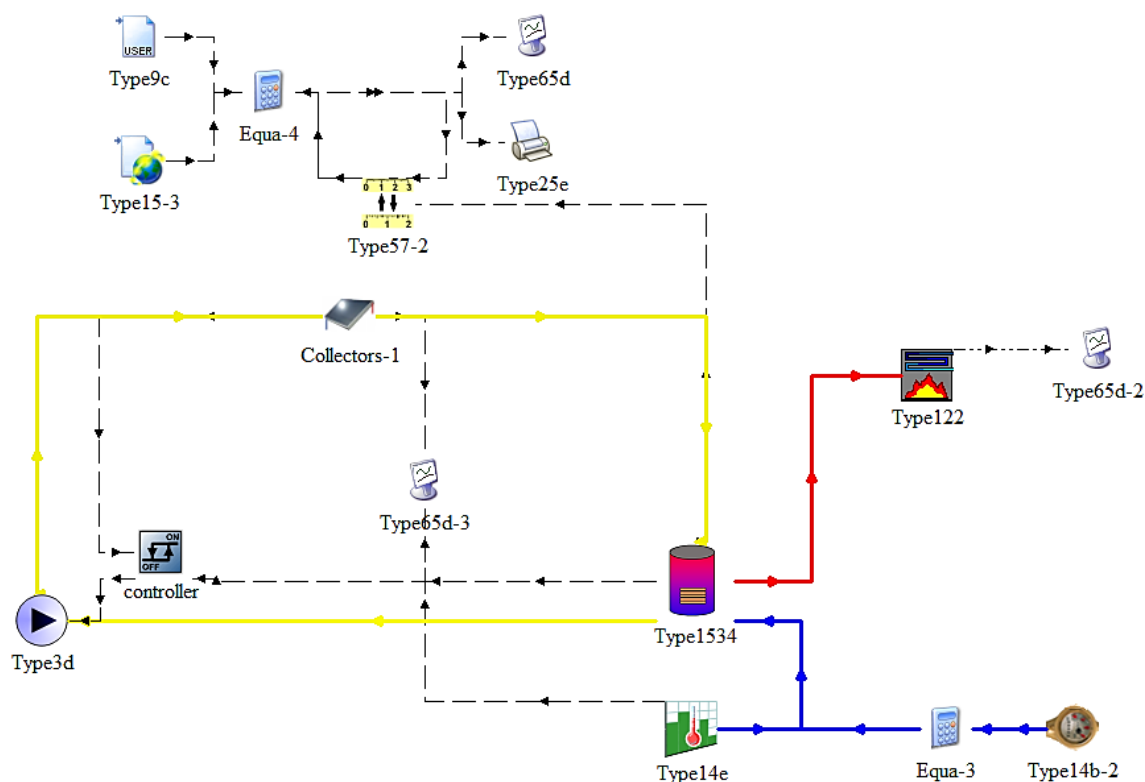 USER
Type9c
Type65d
Equa-4
Type15-3
Type25e
0 1 2 3
0 1 2
Type57-2
Collectors-1
Type122
Type65d-2
Type65d-3
ON
OFF
controller
Type3d
Type1534
Type14e
Equa-3
Type14b-2